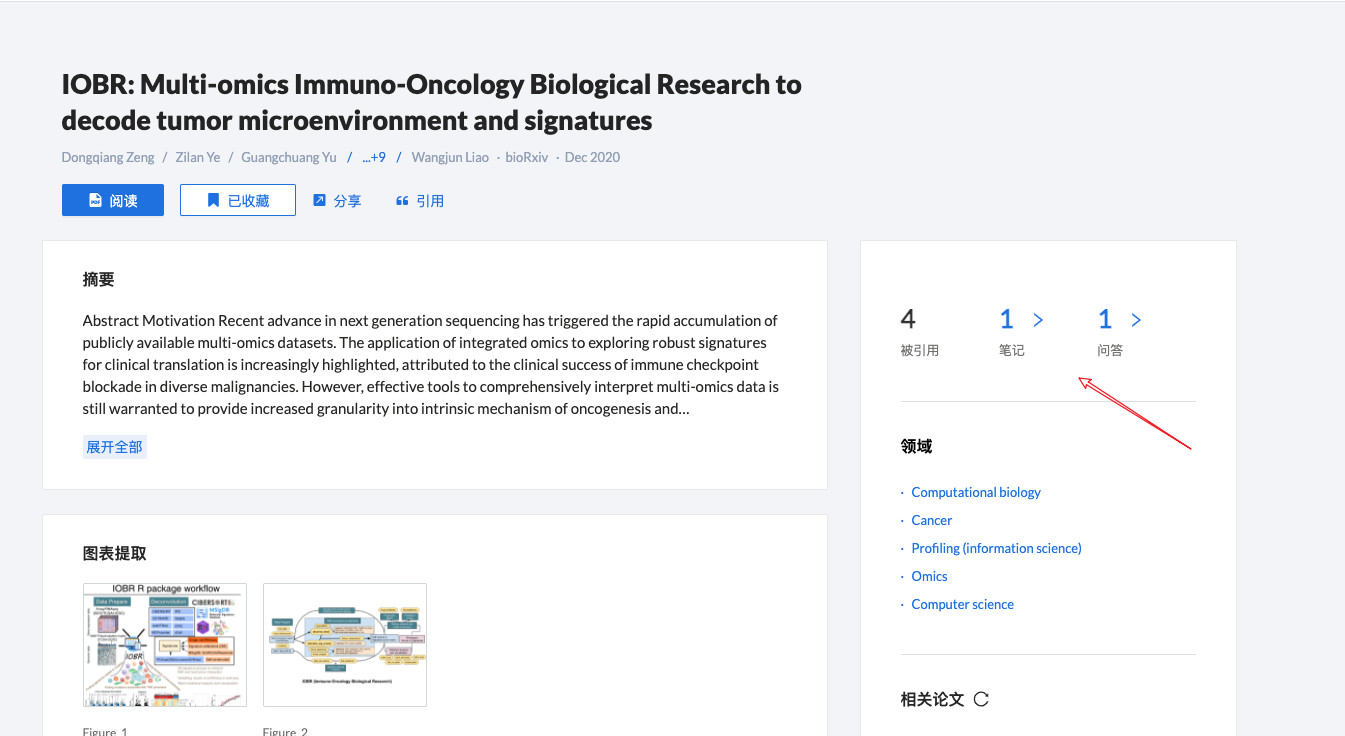 IOBR: Multi-omics Immuno-Oncology Biological Research to
decode tumor microenvironment and signatures
Dongqiang Zeng / Zilan Ye / Guangchuang Yu / ...+9 / Wangjun Liao · bioRxiv · Dec 2020
阅读 已收藏 分享 引用
摘要
Abstract Motivation Recent advance in next generation sequencing has triggered the rapid accumulation of
publicly available multi-omics datasets. The application of integrated omics to exploring robust signatures
for clinical translation is increasingly highlighted, attributed to the clinical success of immune checkpoint
blockade in diverse malignancies. However, effective tools to comprehensively interpret multi-omics data is
still warranted to provide increased granularity into intrinsic mechanism of oncogenesis and...
展开全部
图表提取
IOBR R package workflow
Data Prepare
Deconvolution
CIBERSORT
MSigDB
IOBR
IOBR (Immuno-Oncology Biological Research)
Figure 1
Figure 2
4 1 1
被引用 笔记 问答
领域
· Computational biology
· Cancer
· Profiling (information science)
· Omics
· Computer science
相关论文